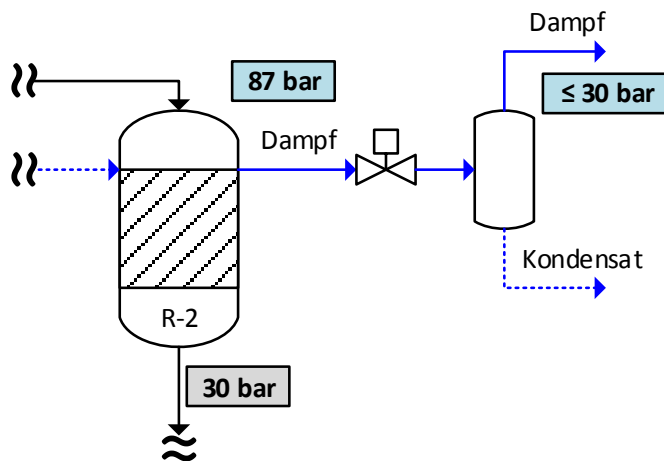 Dampf
87 bar
≤ 30 bar
Dampf
Kondensat
R-2
30 bar